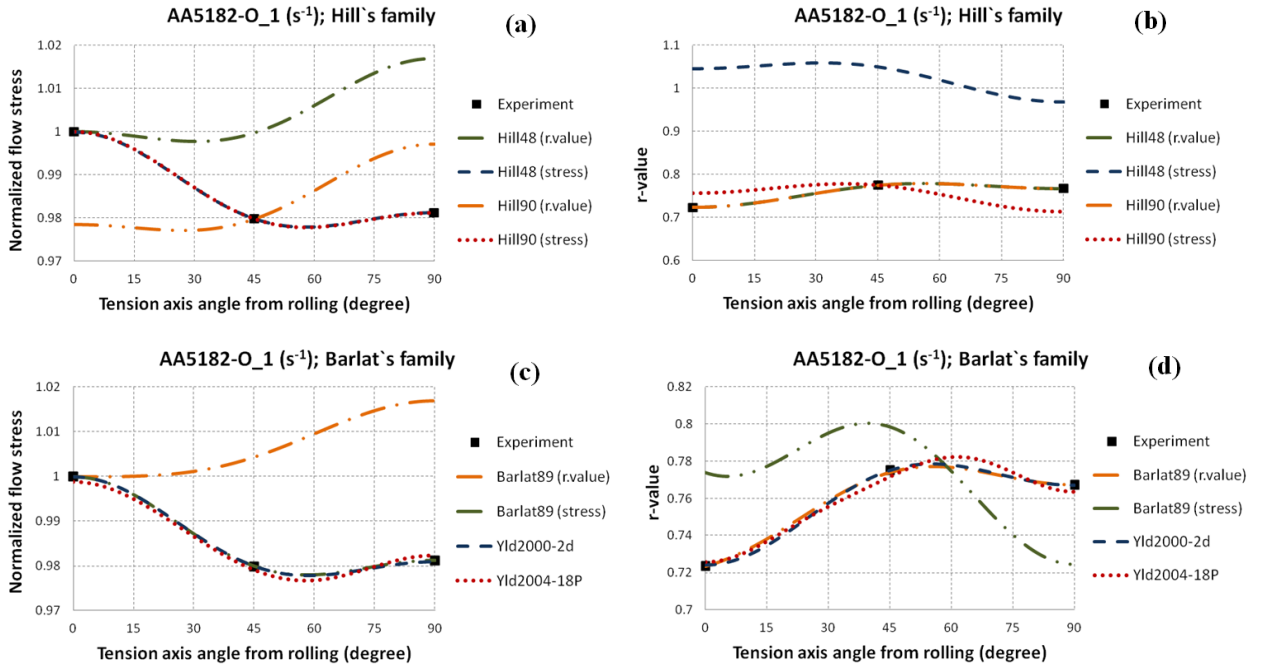 AA5182-O_1 (s-1); Hill`s family
(a)
Normalized flow stress
1.02
1.01
1
0.99
0.98
0.97
0
15
30
45
60
75
90
Tension axis angle from rolling (degree)
Experiment
Hill48 (r.value)
Hill48 (stress)
Hill90 (r.value)
Hill90 (stress)
AA5182-O_1 (s-1); Hill`s family
(b)
r-value
1.1
1
0.9
0.8
0.7
0.6
0
15
30
45
60
75
90
Tension axis angle from rolling (degree)
Experiment
Hill48 (r.value)
Hill48 (stress)
Hill90 (r.value)
Hill90 (stress)
AA5182-O_1 (s-1); Barlat`s family
(c)
Normalized flow stress
1.02
1.01
1
0.99
0.98
0.97
0
15
30
45
60
75
90
Tension axis angle from rolling (degree)
Experiment
Barlat89 (r.value)
Barlat89 (stress)
Yld2000-2d
Yld2004-18P
AA5182-O_1 (s-1); Barlat`s family
(d)
r-value
0.82
0.8
0.78
0.76
0.74
0.72
0.7
0
15
30
45
60
75
90
Tension axis angle from rolling (degree)
Experiment
Barlat89 (r.value)
Barlat89 (stress)
Yld2000-2d
Yld2004-18P